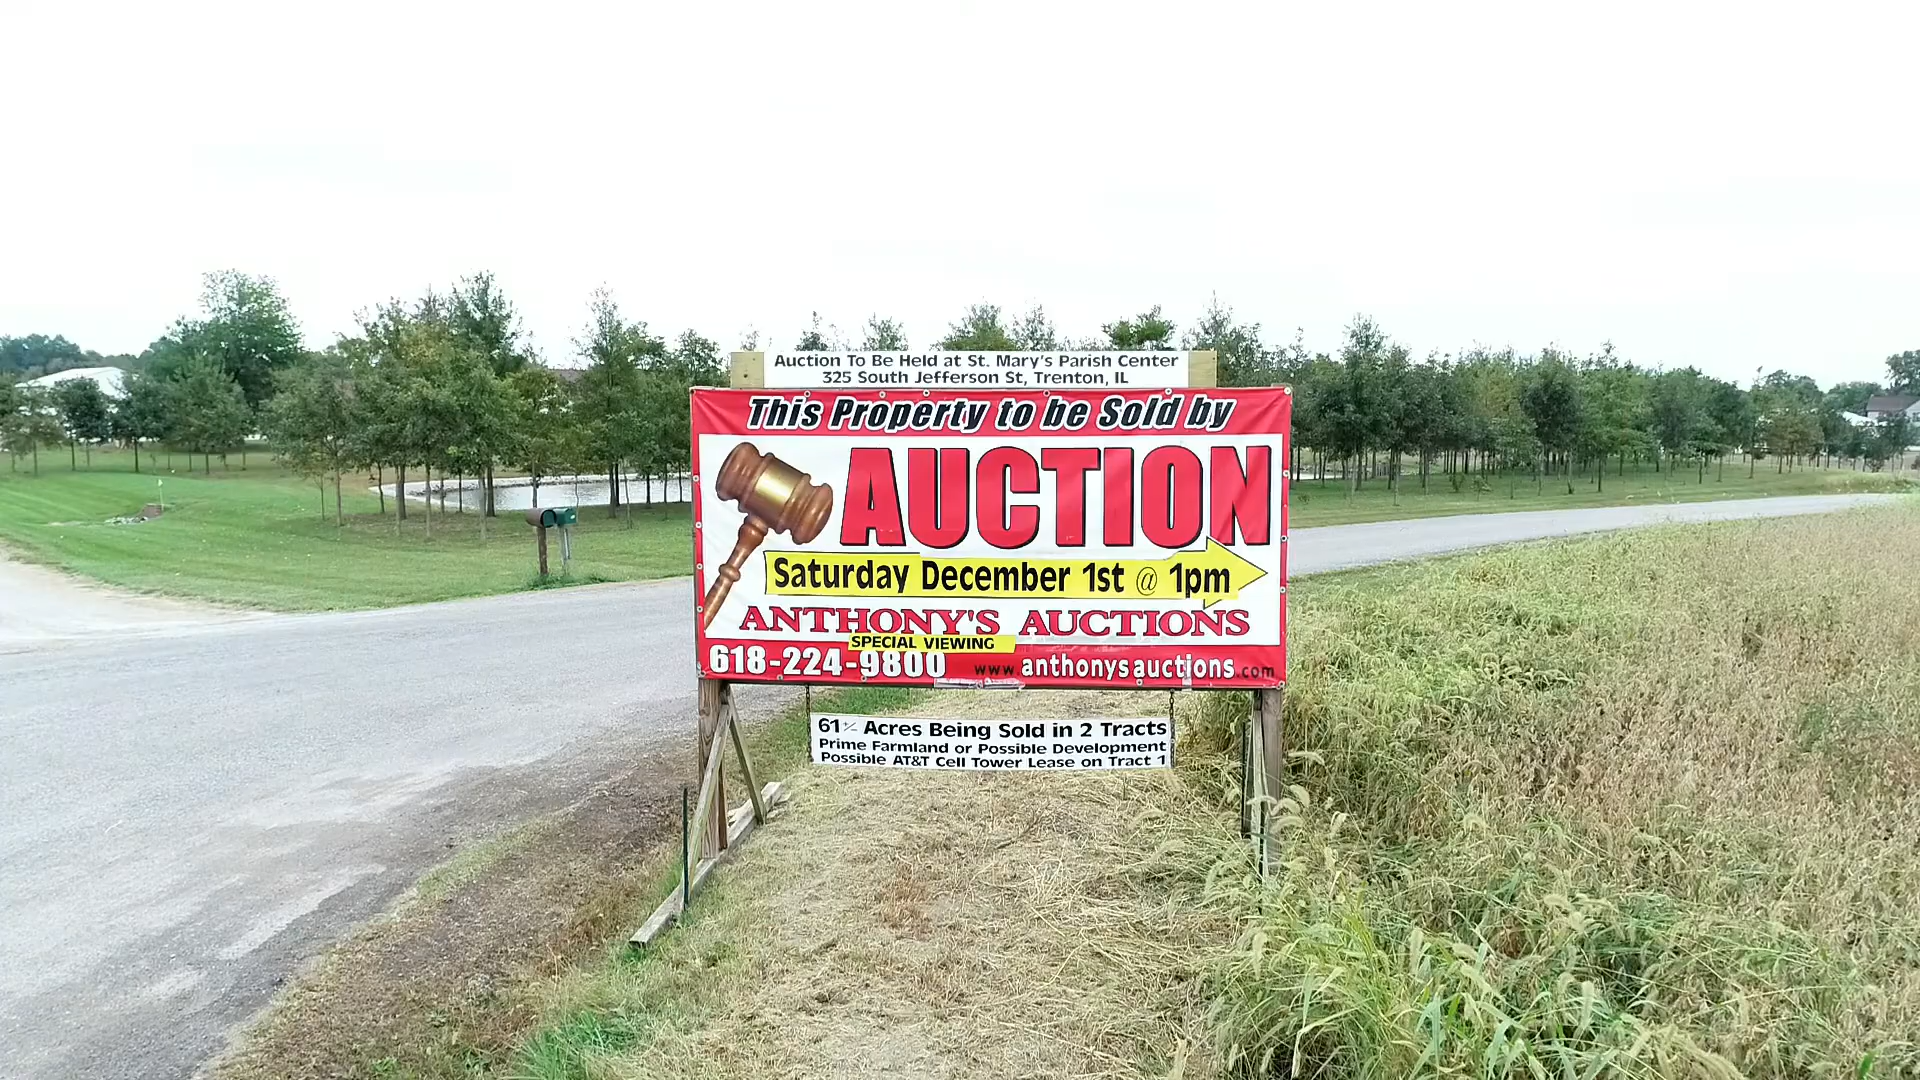 Auction To Be Held at St. Mary's Parish Center
325 South Jefferson St, Trenton, IL
This Property to be Sold by
AUCTION
Saturday December 1st @ 1pm
ANTHONY'S AUCTIONS
SPECIAL VIEWING
618-224-9800 www.anthonysauctions.com
61+/- Acres Being Sold in 2 Tracts
Prime Farmland or Possible Development
Possible AT&T Cell Tower Lease on Tract 1